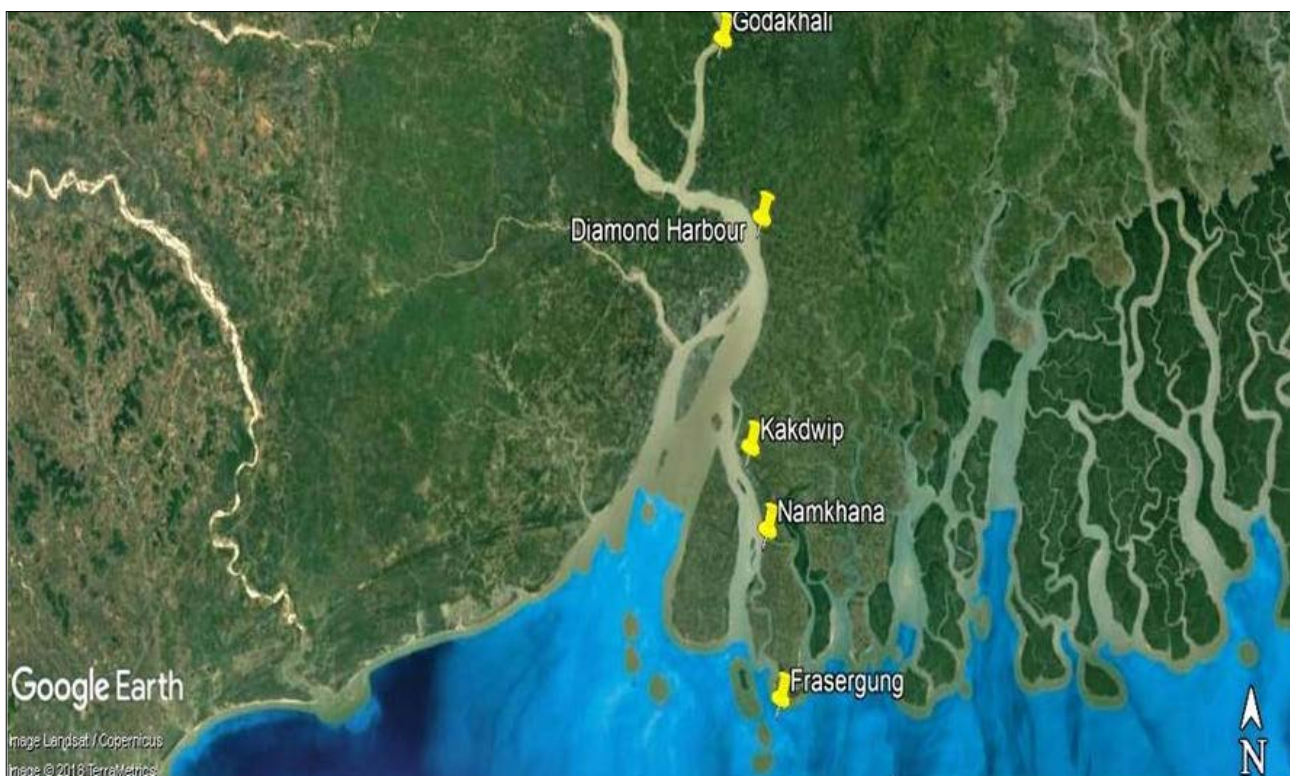 Godakhali
Diamond Harbour
Kakdwip
Namkhana
Frasergung
Google Earth
Image Landsat / Copernicus
Image © 2018 TerraMetrics
N